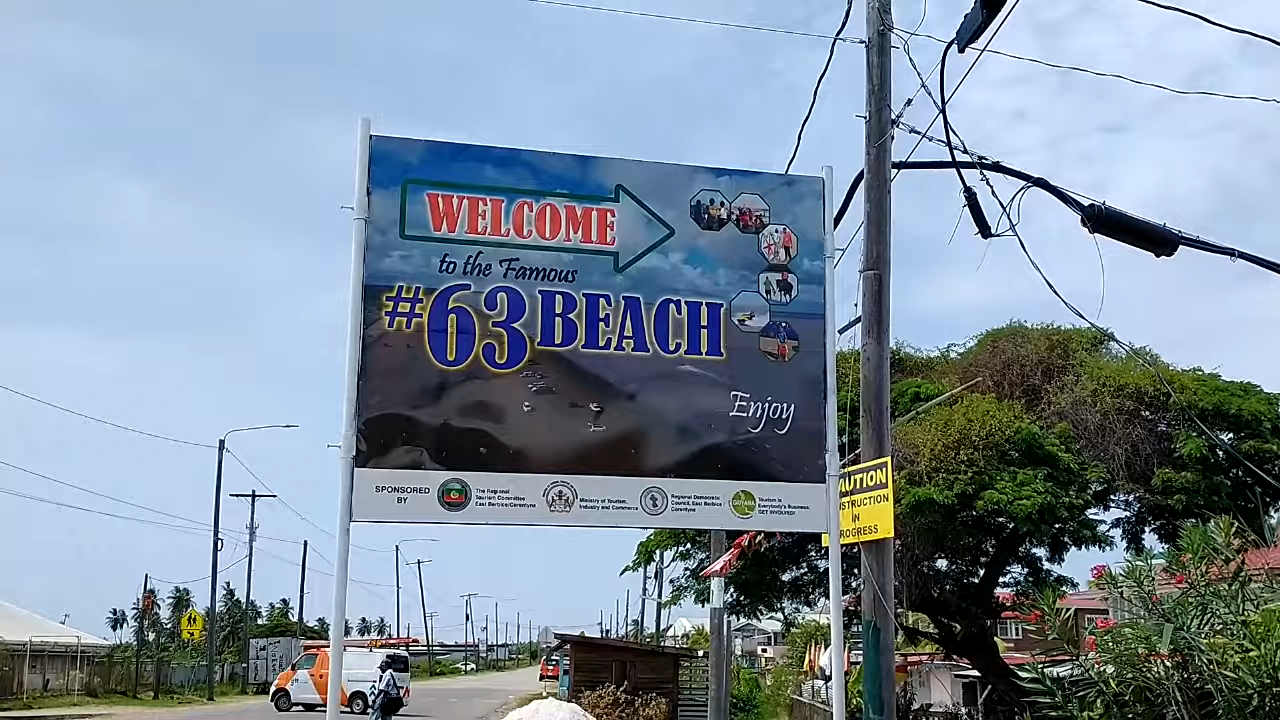 WELCOME
to the Famous
#63 BEACH
Enjoy
SPONSORED
BY
The Regional
Tourism Committee
East Berbice/Corentyne
Ministry of Tourism,
Industry and Commerce
Regional Democratic
Council, East Berbice
Corentyne
GUYANA
Tourism is
Everybody's Business;
GET INVOLVED!
AUTION
NSTRUCTION
IN
ROGRESS